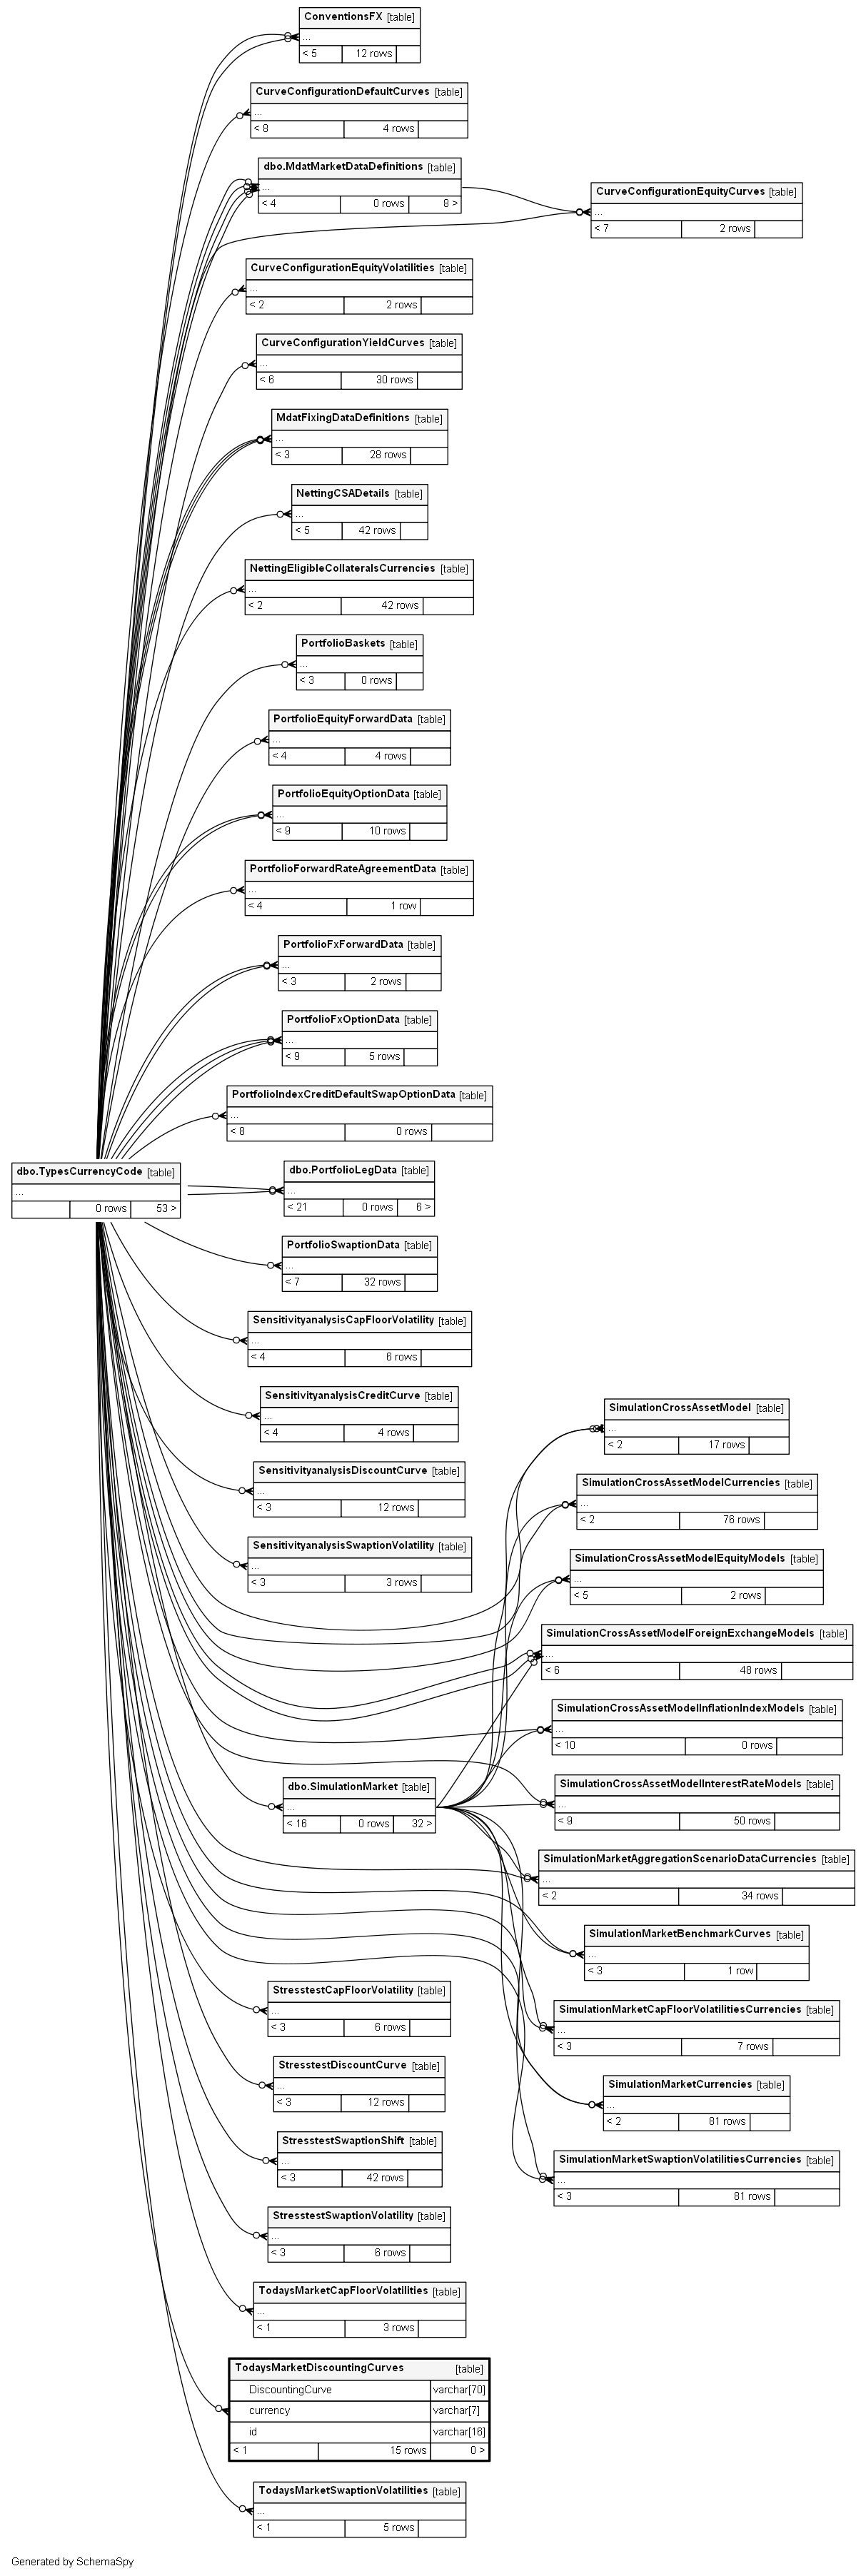 ConventionsFX [table]
...
< 5 12 rows
CurveConfigurationDefaultCurves [table]
...
< 8 4 rows
dbo.MdatMarketDataDefinitions [table]
...
< 4 0 rows 8 >
CurveConfigurationEquityCurves [table]
...
< 7 2 rows
CurveConfigurationEquityVolatilities [table]
...
< 2 2 rows
CurveConfigurationYieldCurves [table]
...
< 6 30 rows
MdatFixingDataDefinitions [table]
...
< 3 28 rows
NettingCSADetails [table]
...
< 5 42 rows
NettingEligibleCollateralsCurrencies [table]
...
< 2 42 rows
PortfolioBaskets [table]
...
< 3 0 rows
PortfolioEquityForwardData [table]
...
< 4 4 rows
PortfolioEquityOptionData [table]
...
< 9 10 rows
PortfolioForwardRateAgreementData [table]
...
< 4 1 row
PortfolioFxForwardData [table]
...
< 3 2 rows
PortfolioFxOptionData [table]
...
< 9 5 rows
PortfolioIndexCreditDefaultSwapOptionData [table]
...
< 8 0 rows
dbo.TypesCurrencyCode [table]
...
0 rows 53 >
dbo.PortfolioLegData [table]
...
< 21 0 rows 6 >
PortfolioSwaptionData [table]
...
< 7 32 rows
SensitivityanalysisCapFloorVolatility [table]
...
< 4 6 rows
SensitivityanalysisCreditCurve [table]
...
< 4 4 rows
SensitivityanalysisDiscountCurve [table]
...
< 3 12 rows
SensitivityanalysisSwaptionVolatility [table]
...
< 3 3 rows
SimulationCrossAssetModel [table]
...
< 2 17 rows
SimulationCrossAssetModelCurrencies [table]
...
< 2 76 rows
SimulationCrossAssetModelEquityModels [table]
...
< 5 2 rows
SimulationCrossAssetModelForeignExchangeModels [table]
...
< 6 48 rows
SimulationCrossAssetModelInflationIndexModels [table]
...
< 10 0 rows
dbo.SimulationMarket [table]
...
< 16 0 rows 32 >
SimulationCrossAssetModelInterestRateModels [table]
...
< 9 50 rows
SimulationMarketAggregationScenarioDataCurrencies [table]
...
< 2 34 rows
SimulationMarketBenchmarkCurves [table]
...
< 3 1 row
SimulationMarketCapFloorVolatilitiesCurrencies [table]
...
< 3 7 rows
SimulationMarketCurrencies [table]
...
< 2 81 rows
SimulationMarketSwaptionVolatilitiesCurrencies [table]
...
< 3 81 rows
StresstestCapFloorVolatility [table]
...
< 3 6 rows
StresstestDiscountCurve [table]
...
< 3 12 rows
StresstestSwaptionShift [table]
...
< 3 42 rows
StresstestSwaptionVolatility [table]
...
< 3 6 rows
TodaysMarketCapFloorVolatilities [table]
...
< 1 3 rows
TodaysMarketDiscountingCurves [table]
DiscountingCurve varchar[70]
currency varchar[7]
id varchar[16]
< 1 15 rows 0 >
TodaysMarketSwaptionVolatilities [table]
...
< 1 5 rows
Generated by SchemaSpy